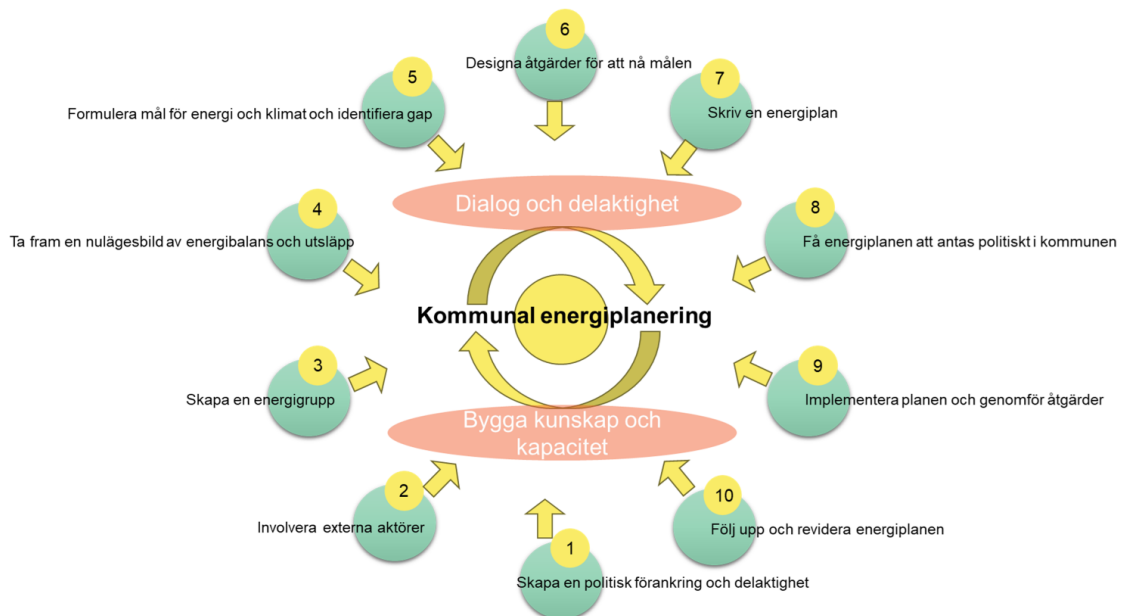 6
Designa åtgärder för att nå målen
5
Formulera mål för energi och klimat och identifiera gap
7
Skriv en energiplan
Dialog och delaktighet
4
Ta fram en nulägesbild av energibalans och utsläpp
8
Få energiplanen att antas politiskt i kommunen
Kommunal energiplanering
3
Skapa en energigrupp
9
Implementera planen och genomför åtgärder
Bygga kunskap och
kapacitet
2
Involvera externa aktörer
10
Följ upp och revidera energiplanen
1
Skapa en politisk förankring och delaktighet